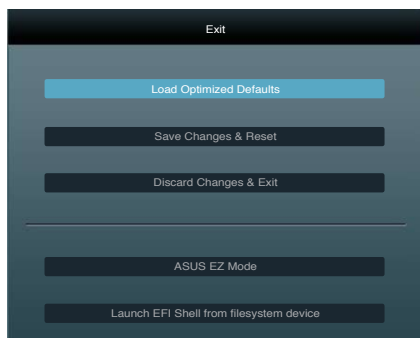 Exit
Load Optimized Defaults
Save Changes & Reset
Discard Changes & Exit
ASUS EZ Mode
Launch EFI Shell from filesystem device